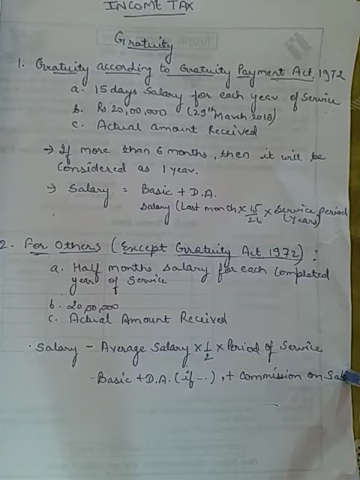 INCOME TAX
Gratuity
1. Gratuity according to Gratuity Payment Act, 1972
a. 15 days salary for each year of Service
b. Rs 20,00,000 (29th March 2018)
c. Actual amount Received
→ If more than 6 months, then it will be
considered as 1 year.
→ Salary = Basic + D.A.
Salary (Last month × 15/26 × Service period
(Years)
2. For Others (Except Gratuity Act 1972) :
a. Half months salary for each completed
year of Service
b. 20,00,000
c. Actual Amount Received
. Salary - Average Salary × 1/2 × Period of Service
- Basic + D.A. (if --), + Commission on